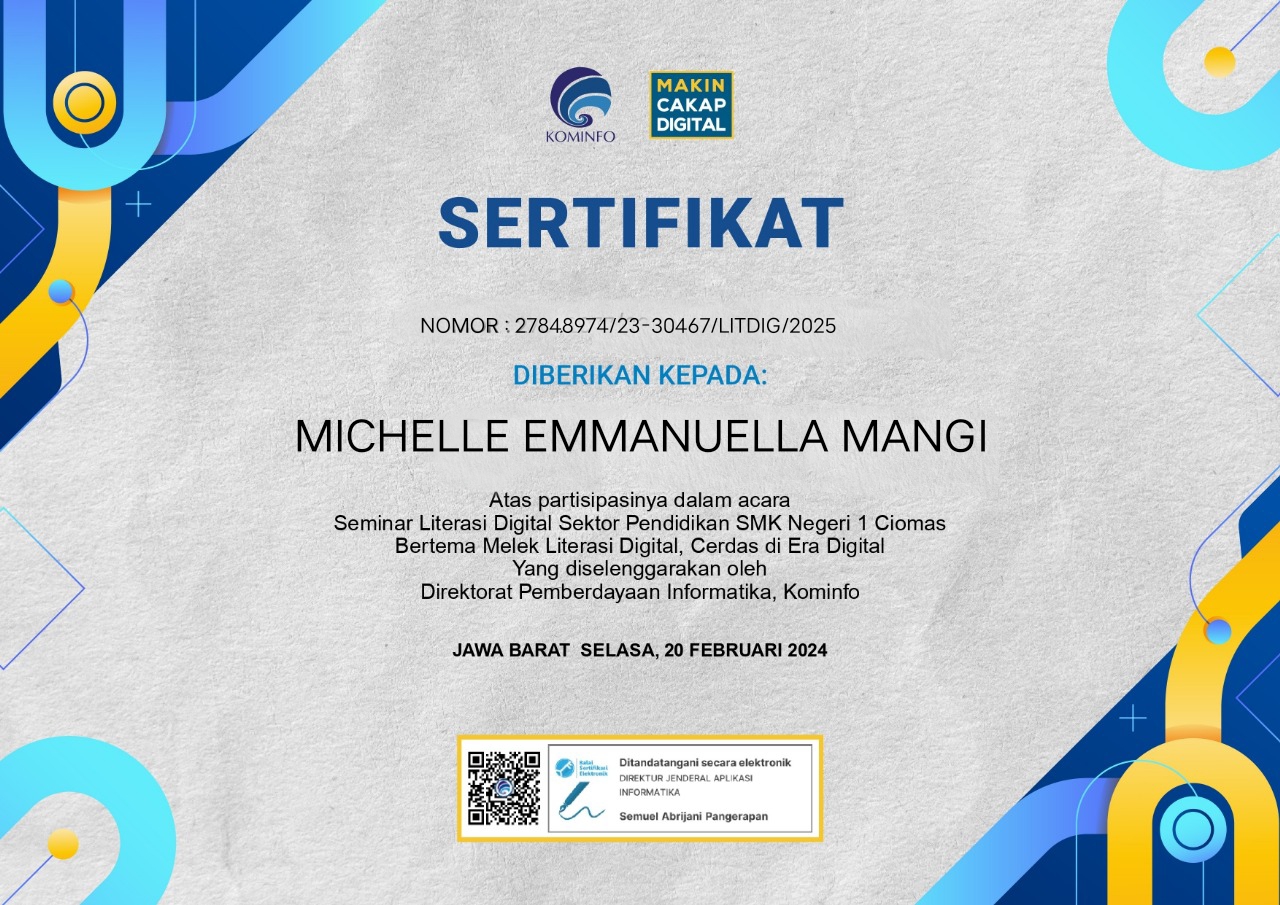 KOMINFO
MAKIN
CAKAP
DIGITAL
SERTIFIKAT
NOMOR : 27848974/23-30467/LITDIG/2025
DIBERIKAN KEPADA:
MICHELLE EMMANUELLA MANGI
Atas partisipasinya dalam acara
Seminar Literasi Digital Sektor Pendidikan SMK Negeri 1 Ciomas
Bertema Melek Literasi Digital, Cerdas di Era Digital
Yang diselenggarakan oleh
Direktorat Pemberdayaan Informatika, Kominfo
JAWA BARAT  SELASA, 20 FEBRUARI 2024
Balai
Sertifikasi
Elektronik
Ditandatangani secara elektronik
DIREKTUR JENDERAL APLIKASI
INFORMATIKA
Semuel Abrijani Pangerapan